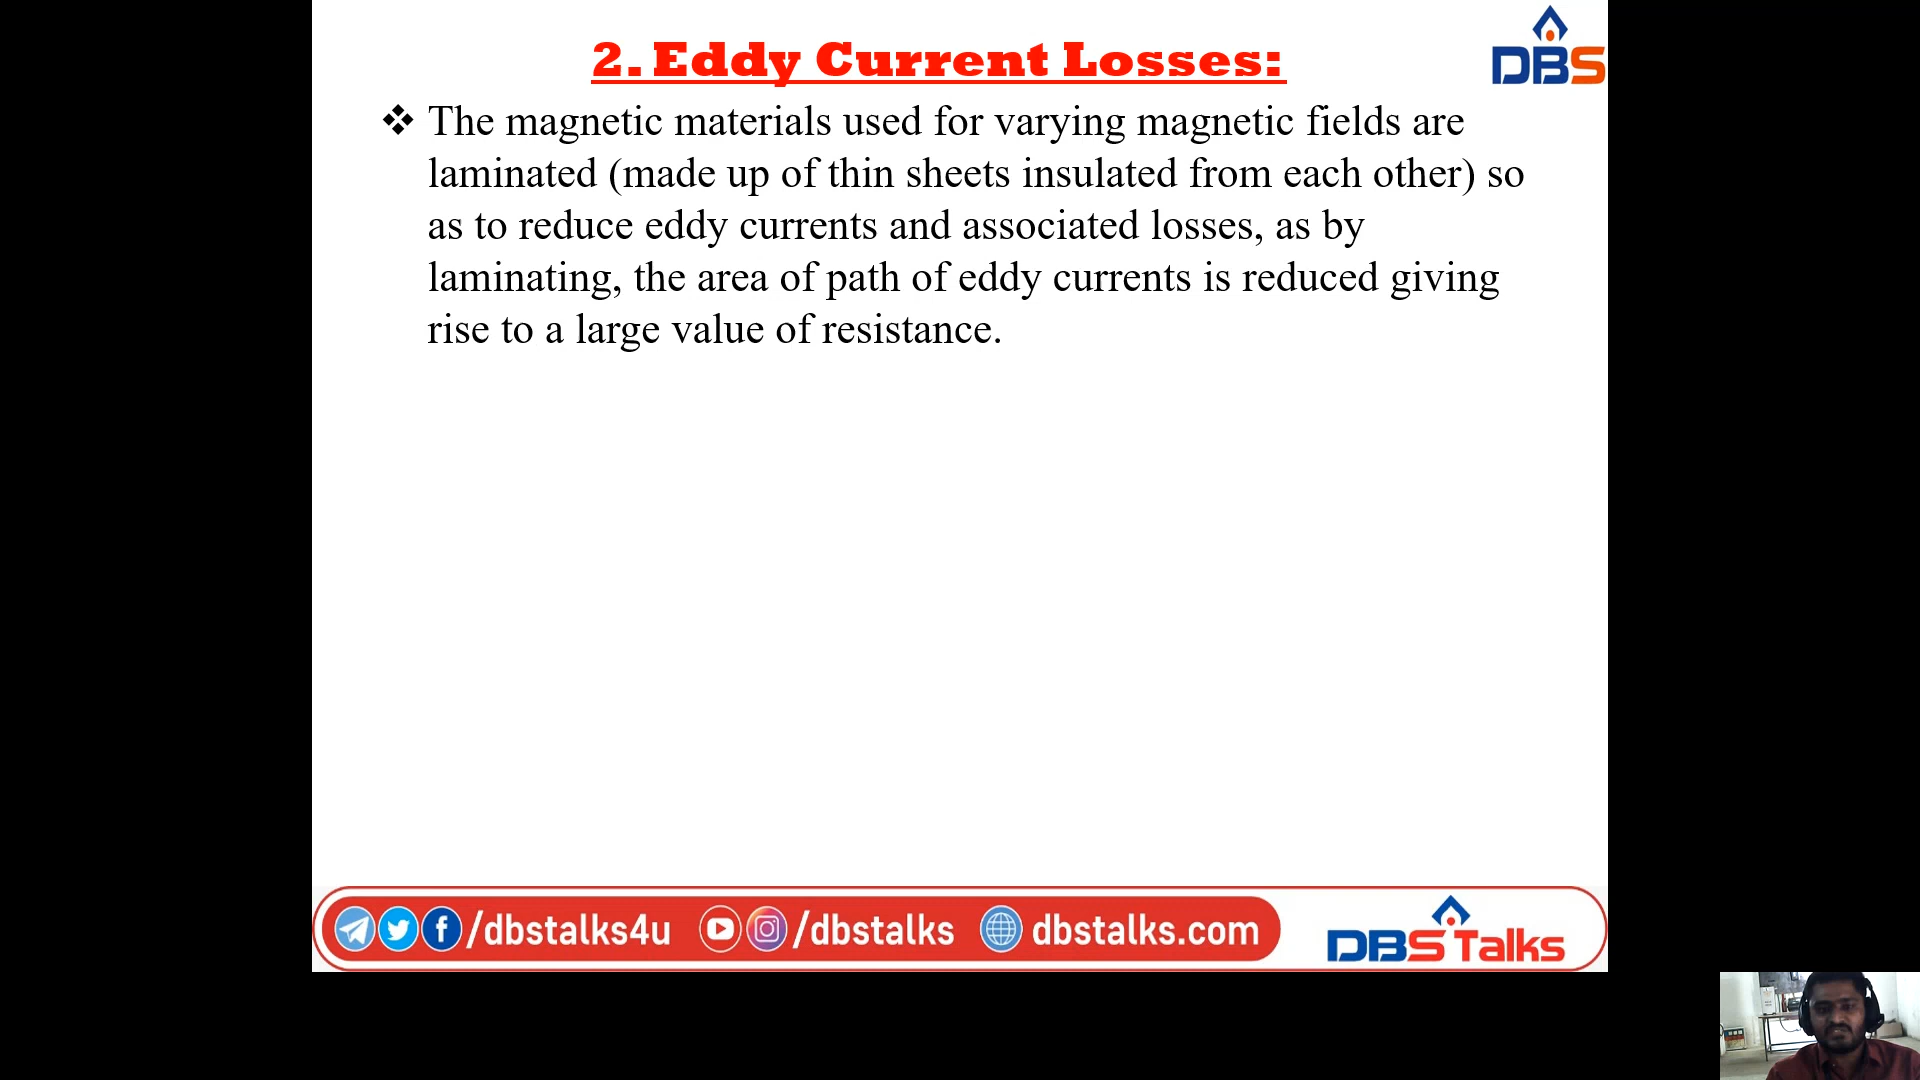 2. Eddy Current Losses:
DBS
❖ The magnetic materials used for varying magnetic fields are
laminated (made up of thin sheets insulated from each other) so
as to reduce eddy currents and associated losses, as by
laminating, the area of path of eddy currents is reduced giving
rise to a large value of resistance.
/dbstalks4u /dbstalks dbstalks.com
DBS Talks